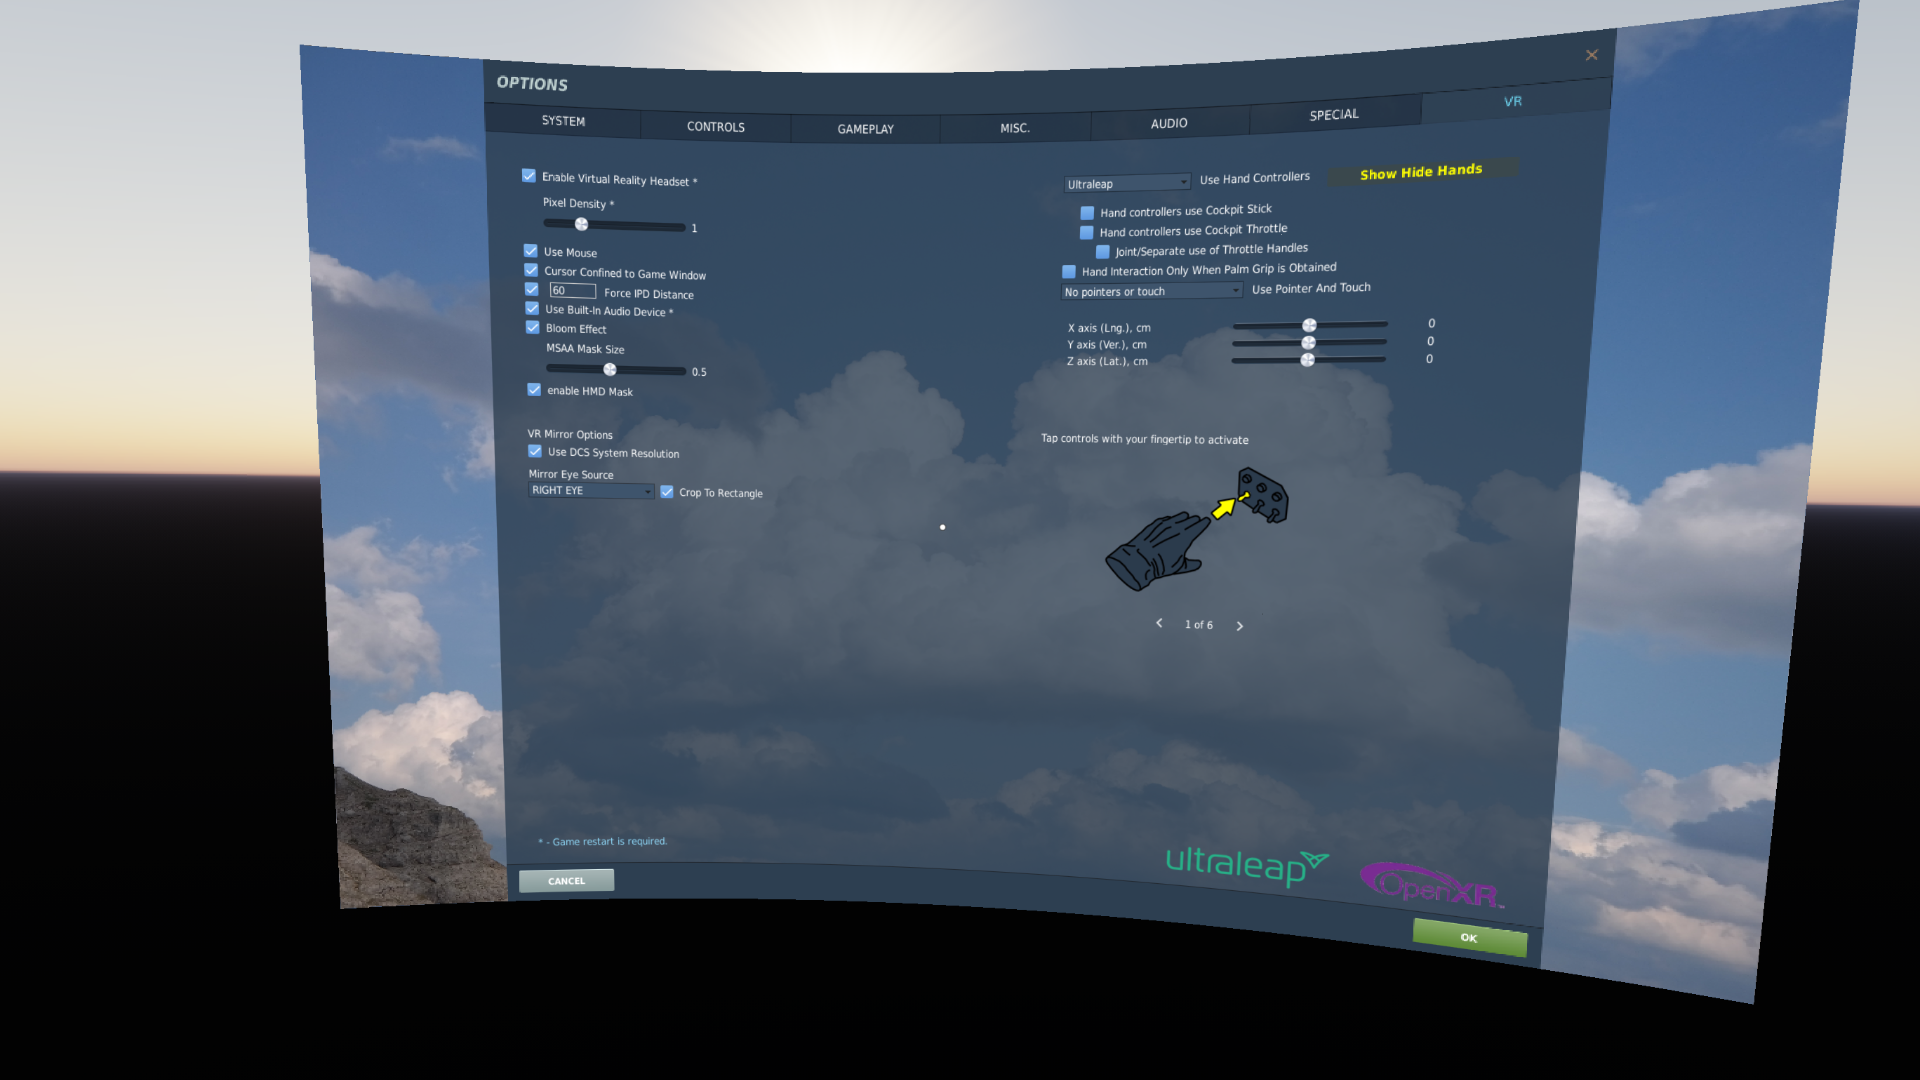 OPTIONS
SYSTEM
CONTROLS
GAMEPLAY
MISC.
AUDIO
SPECIAL
VR
Enable Virtual Reality Headset *
Pixel Density *
1
Use Mouse
Cursor Confined to Game Window
60 Force IPD Distance
Use Built-In Audio Device *
Bloom Effect
MSAA Mask Size
0.5
enable HMD Mask
VR Mirror Options
Use DCS System Resolution
Mirror Eye Source
RIGHT EYE Crop To Rectangle
Ultraleap Use Hand Controllers Show Hide Hands
Hand controllers use Cockpit Stick
Hand controllers use Cockpit Throttle
Joint/Separate use of Throttle Handles
Hand Interaction Only When Palm Grip is Obtained
No pointers or touch Use Pointer And Touch
X axis (Lng.), cm 0
Y axis (Ver.), cm 0
Z axis (Lat.), cm 0
Tap controls with your fingertip to activate
1 of 6
* - Game restart is required.
ultraleap
OpenXR
CANCEL
OK